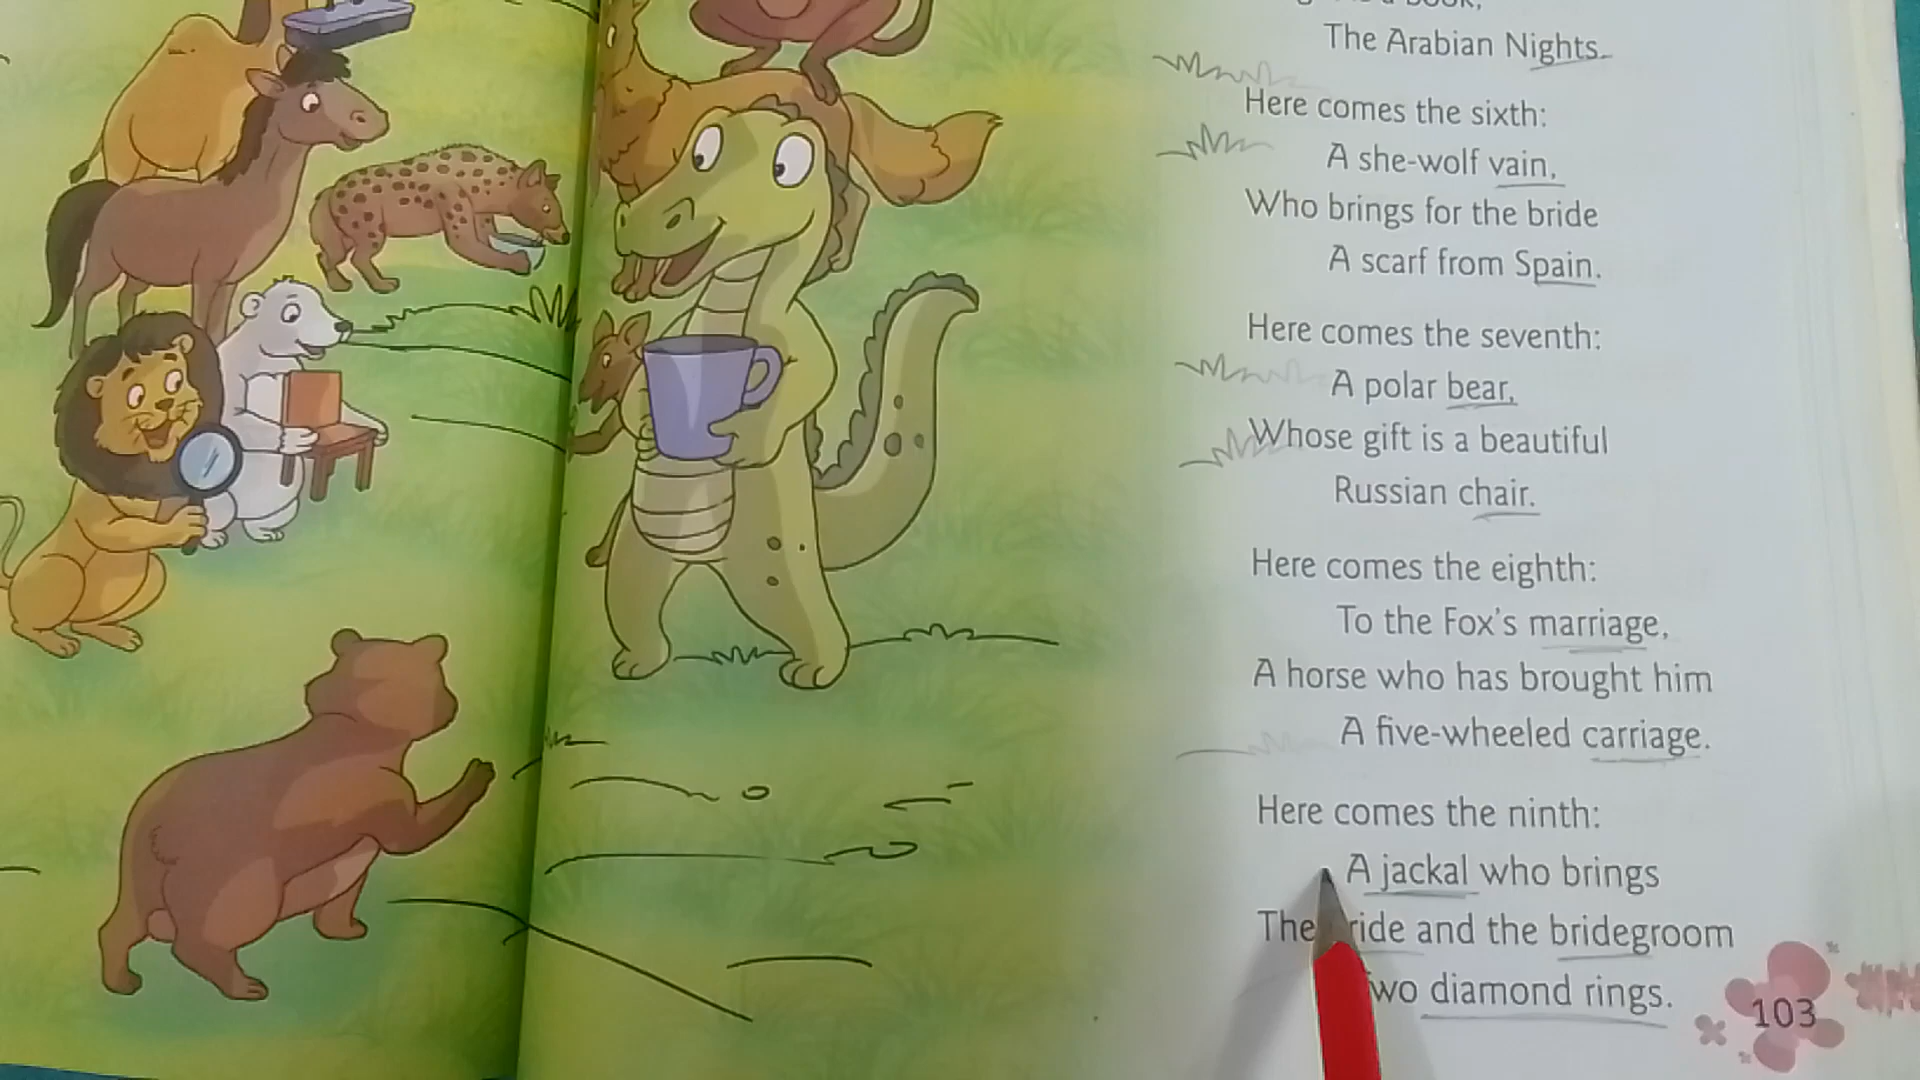 The Arabian Nights.
Here comes the sixth:
A she-wolf vain,
Who brings for the bride
A scarf from Spain.
Here comes the seventh:
A polar bear,
Whose gift is a beautiful
Russian chair.
Here comes the eighth:
To the Fox's marriage,
A horse who has brought him
A five-wheeled carriage.
Here comes the ninth:
A jackal who brings
The and the bridegroom
diamond rings.
103